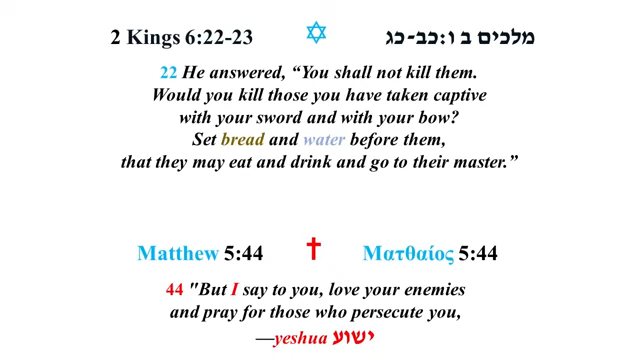 2 Kings 6:22-23 ✡ מלכים ב ו:כב-כג
22 He answered, “You shall not kill them.
Would you kill those you have taken captive
with your sword and with your bow?
Set bread and water before them,
that they may eat and drink and go to their master.”
Matthew 5:44 ✝ Ματθαίος 5:44
44 "But I say to you, love your enemies
and pray for those who persecute you,
—yeshua ישוע